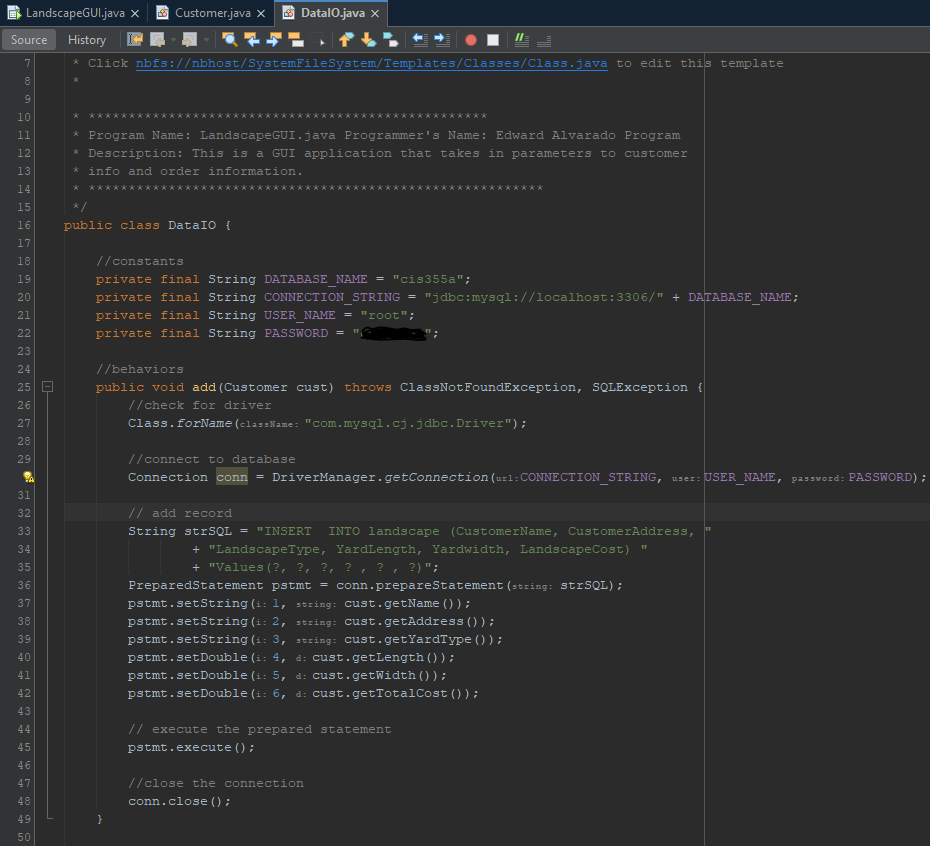 LandscapeGUI.java × Customer.java × DataIO.java ×
Source History
7 * Click nbfs://nbhost/SystemFileSystem/Templates/Classes/Class.java to edit this template
8 *
9
10 * **************************************************
11 * Program Name: LandscapeGUI.java Programmer's Name: Edward Alvarado Program
12 * Description: This is a GUI application that takes in parameters to customer
13 * info and order information.
14 * *********************************************************
15 */
16 public class DataIO {
17
18 //constants
19 private final String DATABASE_NAME = "cis355a";
20 private final String CONNECTION_STRING = "jdbc:mysql://localhost:3306/" + DATABASE_NAME;
21 private final String USER_NAME = "root";
22 private final String PASSWORD = "";
23
24 //behaviors
25 public void add(Customer cust) throws ClassNotFoundException, SQLException {
26 //check for driver
27 Class.forName(className: "com.mysql.cj.jdbc.Driver");
28
29 //connect to database
Connection conn = DriverManager.getConnection(url: CONNECTION_STRING, user: USER_NAME, password: PASSWORD);
31
32 // add record
33 String strSQL = "INSERT  INTO landscape (CustomerName, CustomerAddress, "
34 + "LandscapeType, YardLength, Yardwidth, LandscapeCost) "
35 + "Values(?, ?, ?, ? , ? , ?)";
36 PreparedStatement pstmt = conn.prepareStatement(string: strSQL);
37 pstmt.setString(i: 1, string: cust.getName());
38 pstmt.setString(i: 2, string: cust.getAddress());
39 pstmt.setString(i: 3, string: cust.getYardType());
40 pstmt.setDouble(i: 4, d: cust.getLength());
41 pstmt.setDouble(i: 5, d: cust.getWidth());
42 pstmt.setDouble(i: 6, d: cust.getTotalCost());
43
44 // execute the prepared statement
45 pstmt.execute();
46
47 //close the connection
48 conn.close();
49 }
50